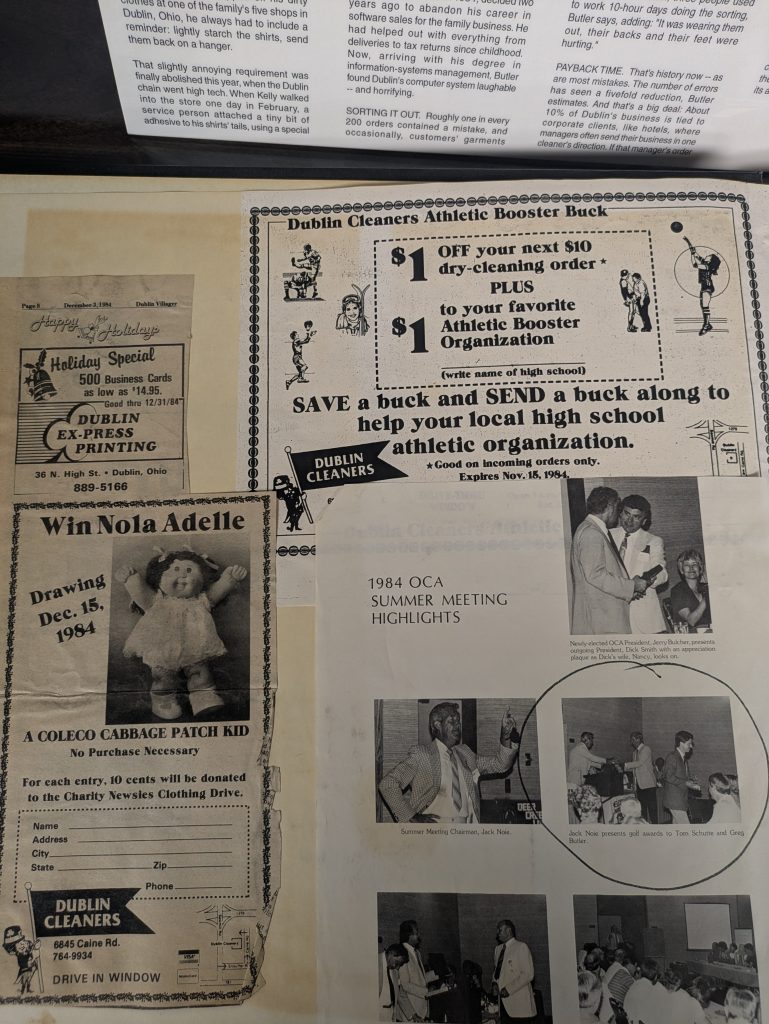 clothes at one of the family's five shops in
Dublin, Ohio, he always had to include a
reminder: lightly starch the shirts, send
them back on a hanger.
That slightly annoying requirement was
finally abolished this year, when the Dublin
chain went high tech. When Kelly walked
into the store one day in February, a
service person attached a tiny bit of
adhesive to his shirts' tails, using a special
years ago to abandon his career in
software sales for the family business. He
had helped out with everything from
deliveries to tax returns since childhood.
Now, arriving with his degree in
information-systems management, Butler
found Dublin's computer system laughable
-- and horrifying.
SORTING IT OUT. Roughly one in every
200 orders contained a mistake, and
occasionally, customers' garments
to work 10-hour days doing the sorting,
Butler says, adding: "It was wearing them
out, their backs and their feet were
hurting."
PAYBACK TIME. That's history now -- as
are most mistakes. The number of errors
has seen a fivefold reduction, Butler
estimates. And that's a big deal: About
10% of Dublin's business is tied to
corporate clients, like hotels, where
managers often send their business in one
cleaner's direction. If that manager's order
Dublin Cleaners Athletic Booster Buck
$1 OFF your next $10
dry-cleaning order *
PLUS
$1 to your favorite
Athletic Booster
Organization
(write name of high school)
SAVE a buck and SEND a buck along to
help your local high school
athletic organization.
*Good on incoming orders only.
Expires Nov. 15, 1984.
DUBLIN
CLEANERS
Page 8 December 3, 1984 Dublin Villager
Happy Holidays
Holiday Special
500 Business Cards
as low as $14.95.
Good thru 12/31/84
DUBLIN
EX-PRESS
PRINTING
36 N. High St. • Dublin, Ohio
889-5166
Win Nola Adelle
Drawing
Dec. 15,
1984
A COLECO CABBAGE PATCH KID
No Purchase Necessary
For each entry, 10 cents will be donated
to the Charity Newsies Clothing Drive.
Name
Address
City
State Zip
Phone
DUBLIN
CLEANERS
6845 Caine Rd.
764-9934
DRIVE IN WINDOW
VISA
Dublin Cleaners
1984 OCA
SUMMER MEETING
HIGHLIGHTS
Newly-elected OCA President, Jerry Butcher, presents
outgoing President, Dick Smith with an appreciation
plaque as Dick's wife, Nancy, looks on.
Summer Meeting Chairman, Jack Noie.
DEER
Jack Noie presents golf awards to Tom Schutte and Greg
Butler.